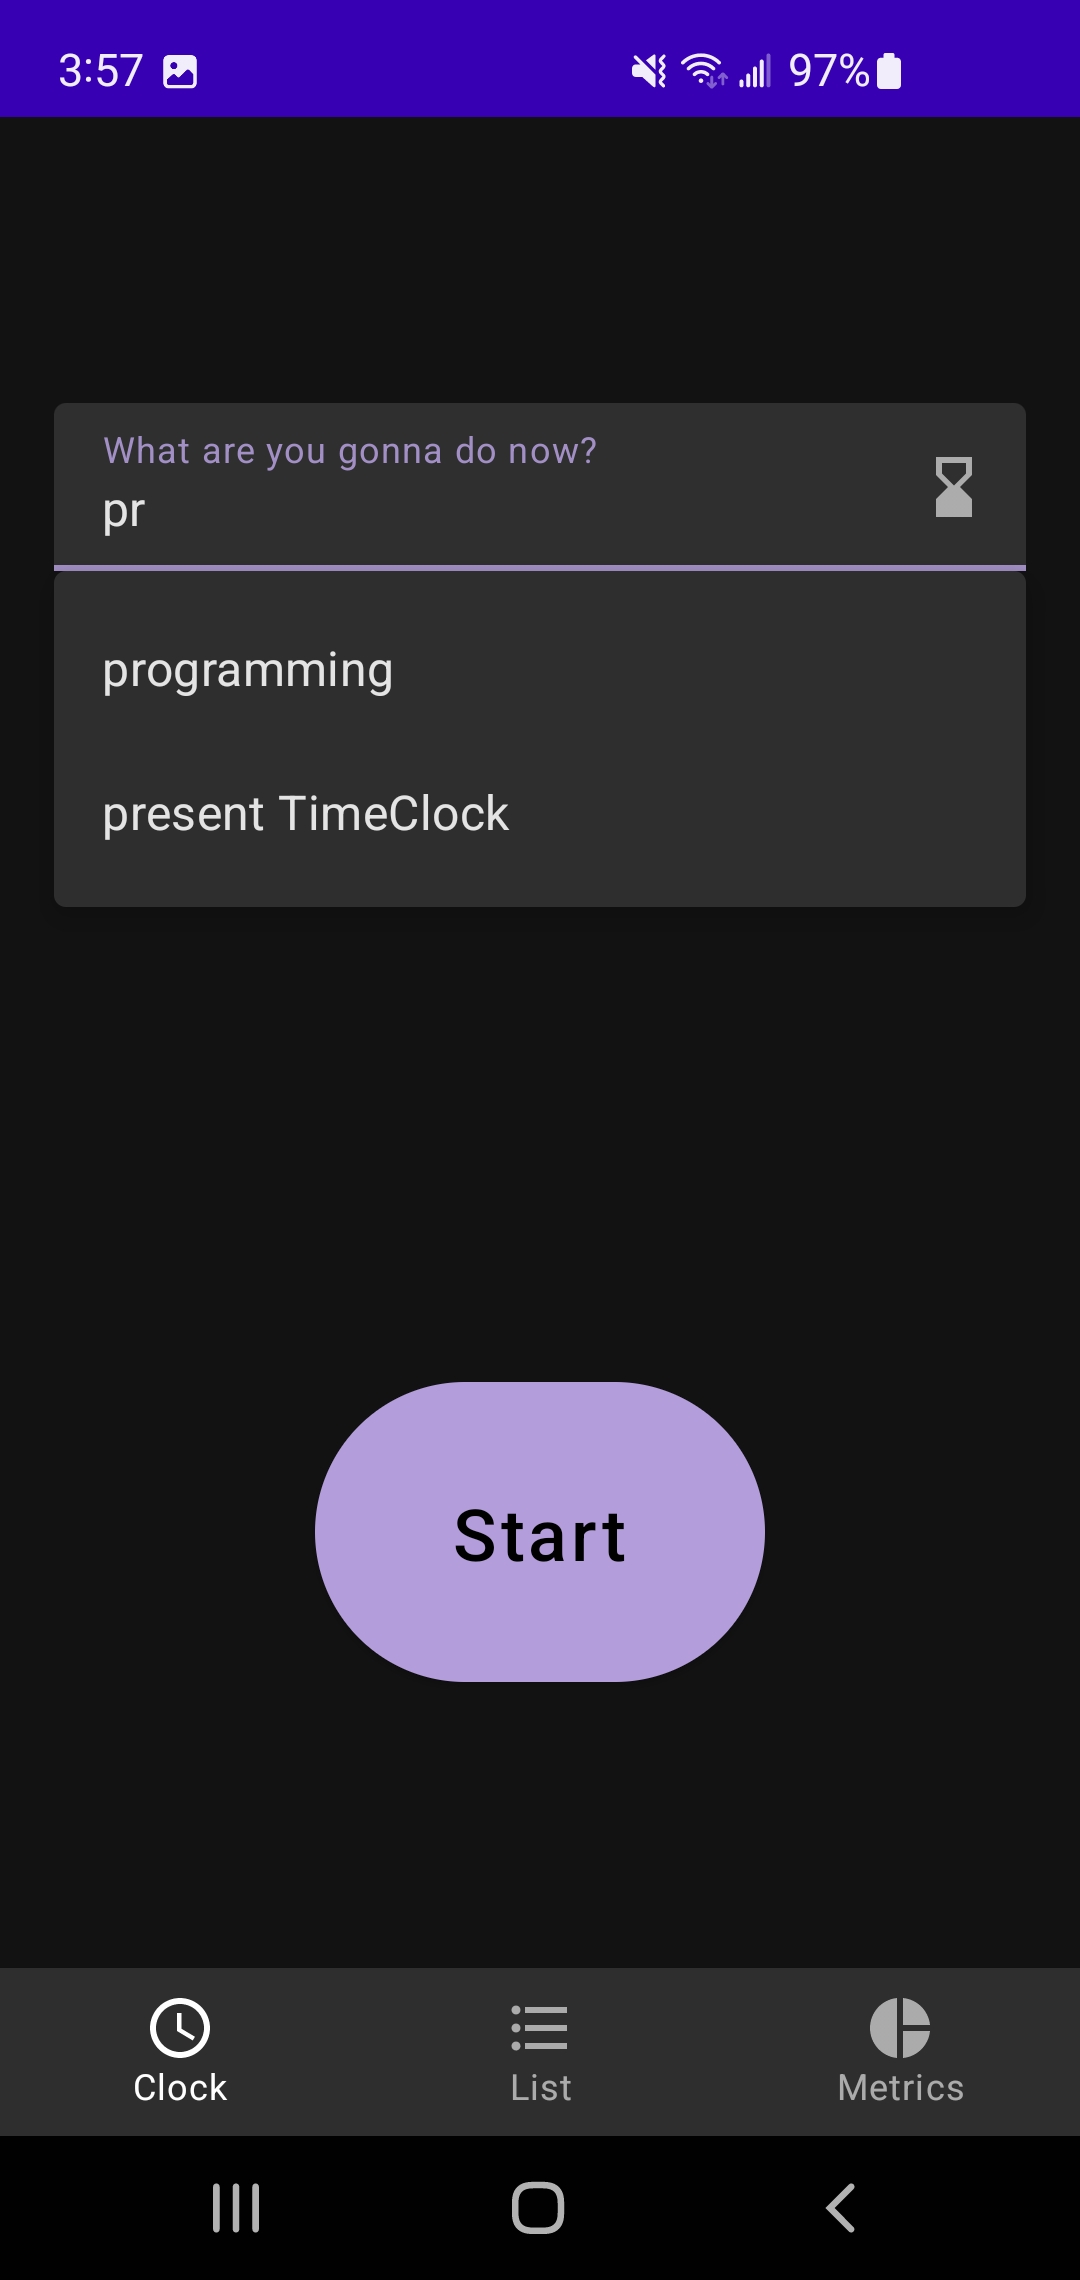 3:57 97%
What are you gonna do now?
pr
programming
present TimeClock
Start
Clock List Metrics